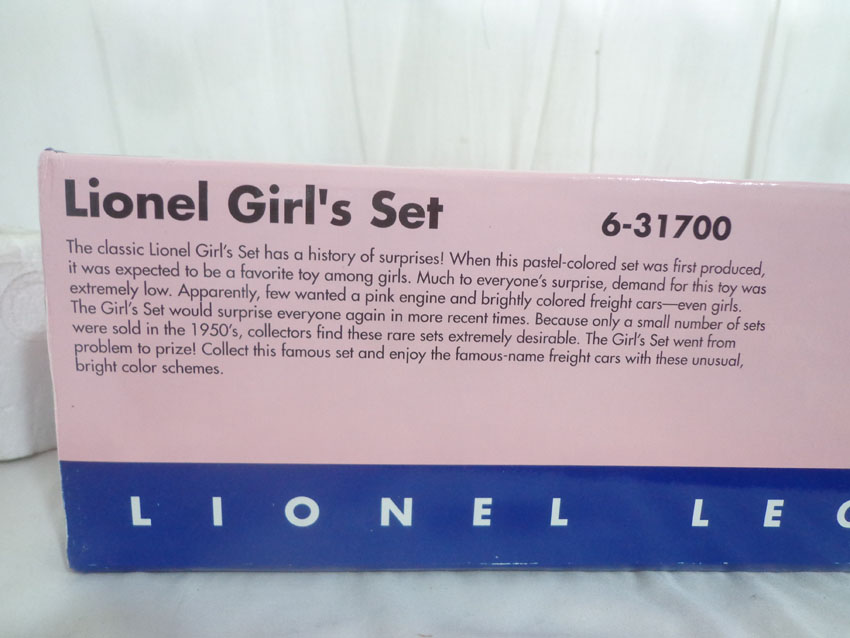 Lionel Girl's Set 6-31700
The classic Lionel Girl's Set has a history of surprises! When this pastel-colored set was first produced,
it was expected to be a favorite toy among girls. Much to everyone's surprise, demand for this toy was
extremely low. Apparently, few wanted a pink engine and brightly colored freight cars—even girls.
The Girl's Set would surprise everyone again in more recent times. Because only a small number of sets
were sold in the 1950's, collectors find these rare sets extremely desirable. The Girl's Set went from
problem to prize! Collect this famous set and enjoy the famous-name freight cars with these unusual,
bright color schemes.
LIONEL LE